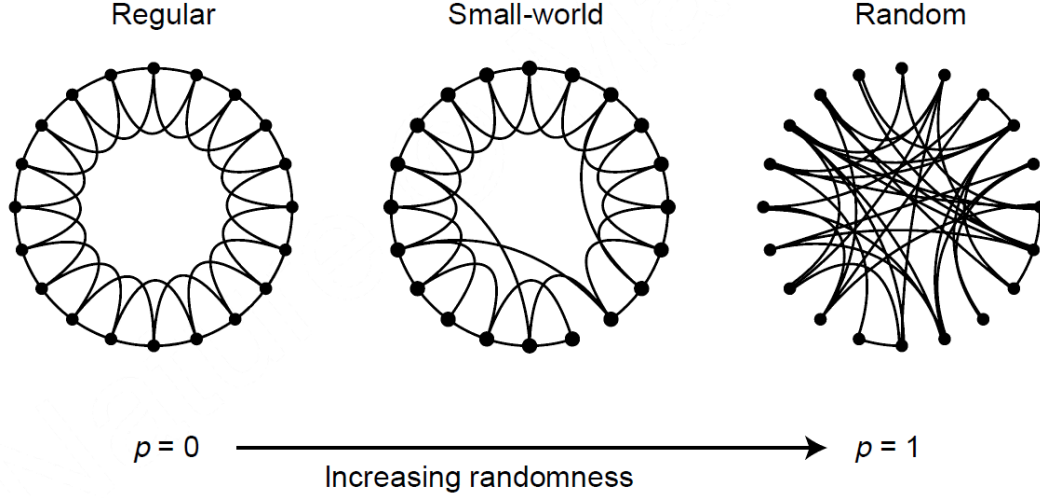 Regular
Small-world
Random
p = 0
p = 1
Increasing randomness